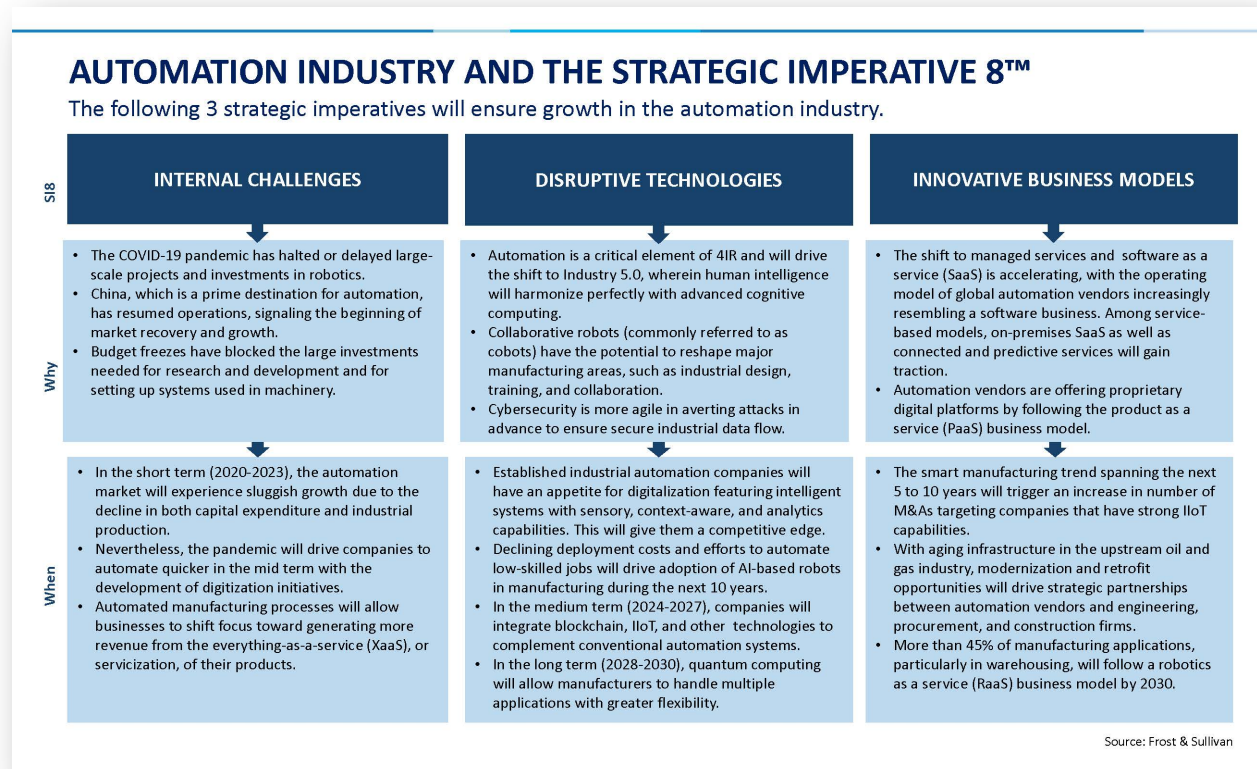 AUTOMATION INDUSTRY AND THE STRATEGIC IMPERATIVE 8™
The following 3 strategic imperatives will ensure growth in the automation industry.
SI8
INTERNAL CHALLENGES
DISRUPTIVE TECHNOLOGIES
INNOVATIVE BUSINESS MODELS
Why
• The COVID-19 pandemic has halted or delayed large-
scale projects and investments in robotics.
• China, which is a prime destination for automation,
has resumed operations, signaling the beginning of
market recovery and growth.
• Budget freezes have blocked the large investments
needed for research and development and for
setting up systems used in machinery.
• Automation is a critical element of 4IR and will drive
the shift to Industry 5.0, wherein human intelligence
will harmonize perfectly with advanced cognitive
computing.
• Collaborative robots (commonly referred to as
cobots) have the potential to reshape major
manufacturing areas, such as industrial design,
training, and collaboration.
• Cybersecurity is more agile in averting attacks in
advance to ensure secure industrial data flow.
• The shift to managed services and software as a
service (SaaS) is accelerating, with the operating
model of global automation vendors increasingly
resembling a software business. Among service-
based models, on-premises SaaS as well as
connected and predictive services will gain
traction.
• Automation vendors are offering proprietary
digital platforms by following the product as a
service (PaaS) business model.
When
• In the short term (2020-2023), the automation
market will experience sluggish growth due to the
decline in both capital expenditure and industrial
production.
• Nevertheless, the pandemic will drive companies to
automate quicker in the mid term with the
development of digitization initiatives.
• Automated manufacturing processes will allow
businesses to shift focus toward generating more
revenue from the everything-as-a-service (XaaS), or
servicization, of their products.
• Established industrial automation companies will
have an appetite for digitalization featuring intelligent
systems with sensory, context-aware, and analytics
capabilities. This will give them a competitive edge.
• Declining deployment costs and efforts to automate
low-skilled jobs will drive adoption of AI-based robots
in manufacturing during the next 10 years.
• In the medium term (2024-2027), companies will
integrate blockchain, IIoT, and other technologies to
complement conventional automation systems.
• In the long term (2028-2030), quantum computing
will allow manufacturers to handle multiple
applications with greater flexibility.
• The smart manufacturing trend spanning the next
5 to 10 years will trigger an increase in number of
M&As targeting companies that have strong IIoT
capabilities.
• With aging infrastructure in the upstream oil and
gas industry, modernization and retrofit
opportunities will drive strategic partnerships
between automation vendors and engineering,
procurement, and construction firms.
• More than 45% of manufacturing applications,
particularly in warehousing, will follow a robotics
as a service (RaaS) business model by 2030.
Source: Frost & Sullivan